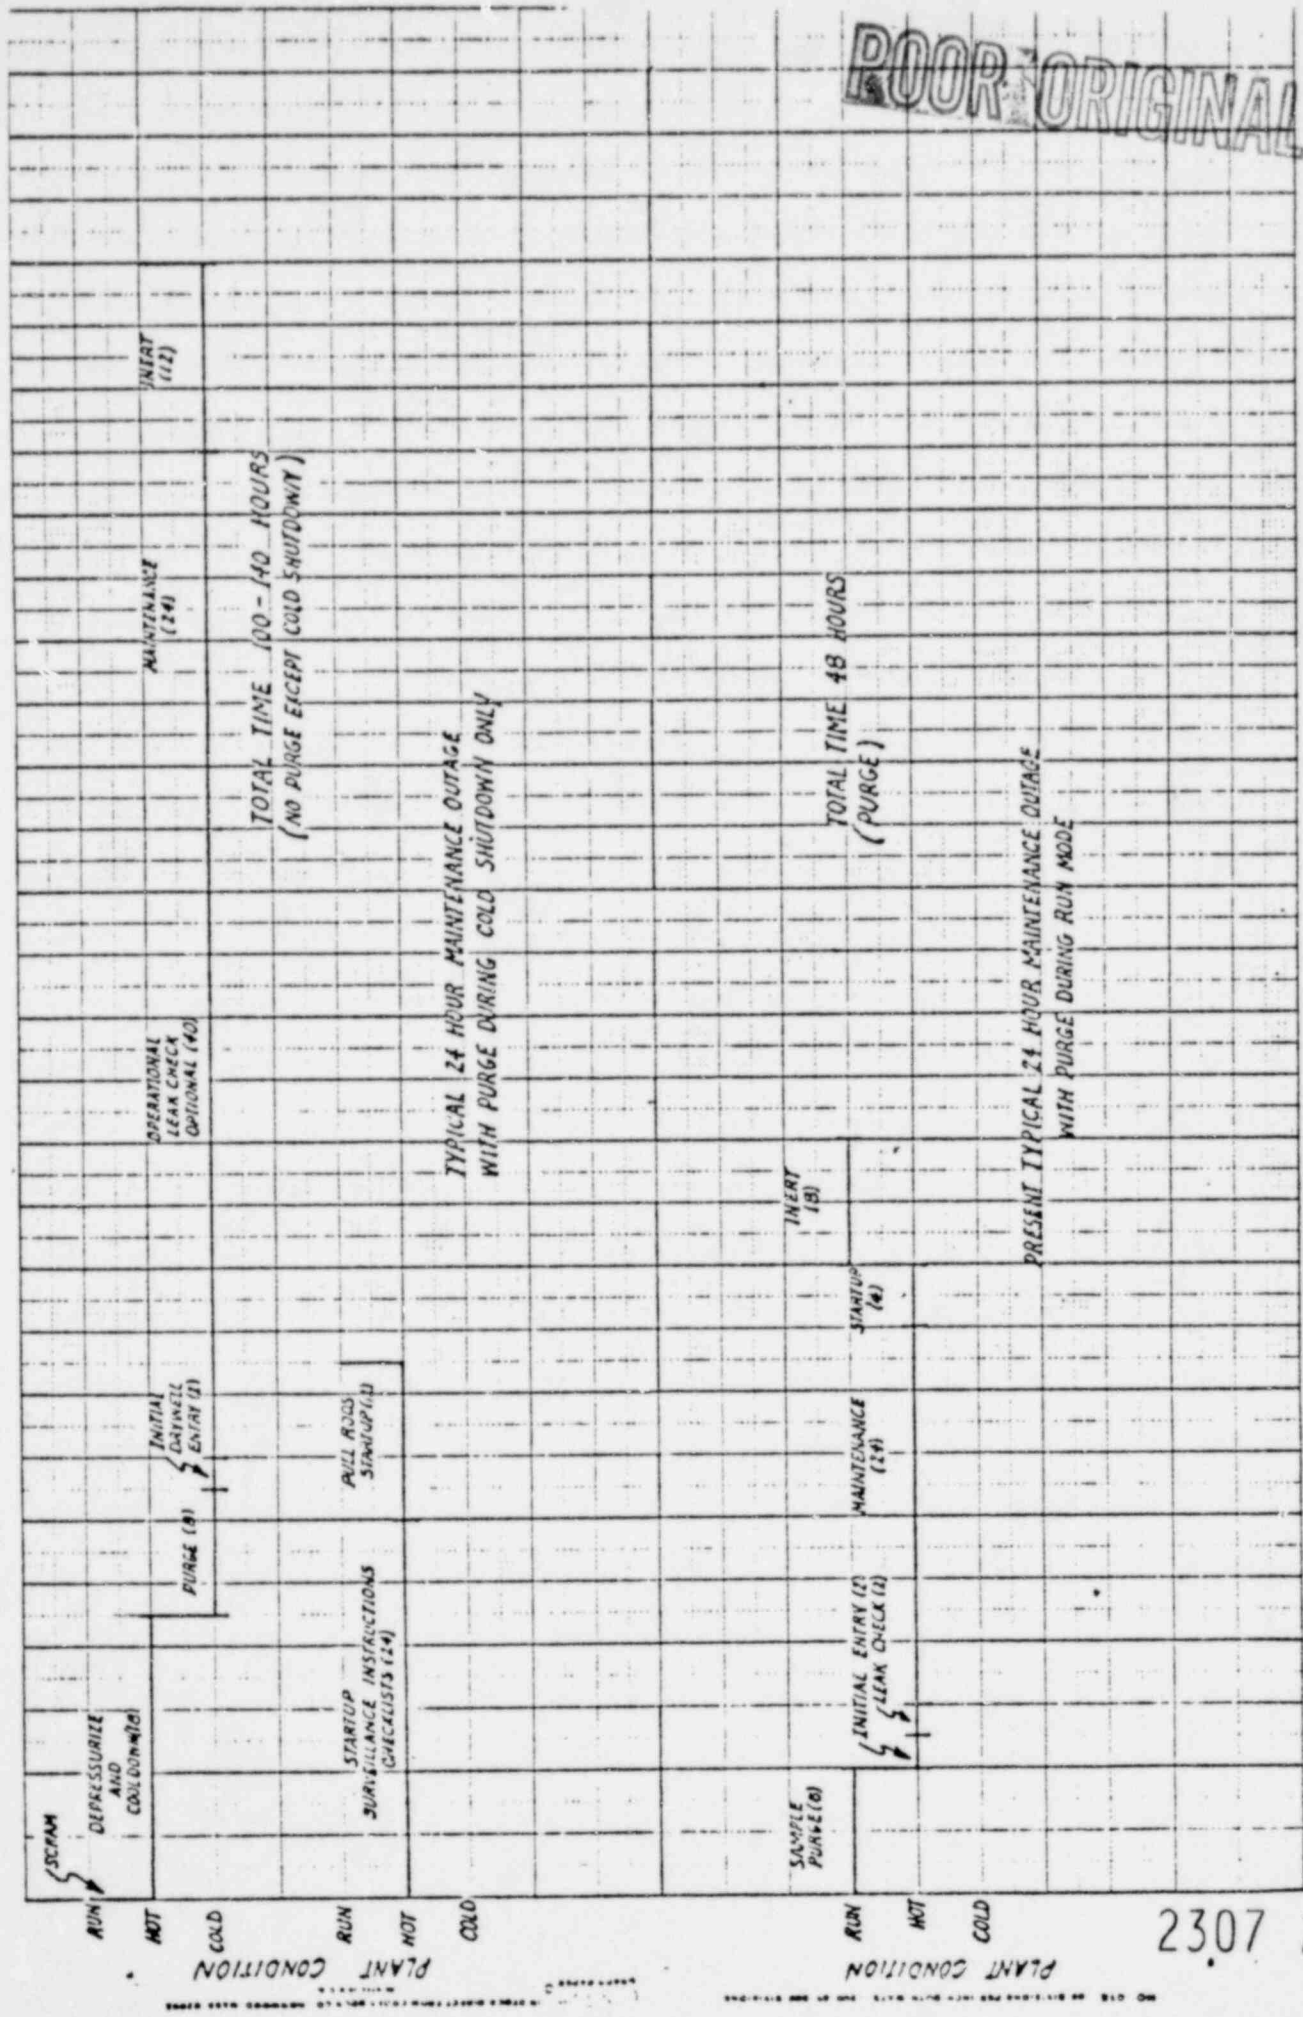 POOR ORIGINAL
SCRAM
DEPRESSURIZE
AND
COOLDOWN(18)
PURGE (8)
INITIAL
DRYWELL
ENTRY (2)
OPERATIONAL
LEAK CHECK
OPTIONAL (40)
MAINTENANCE
(24)
INERT
(12)
RUN
HOT
COLD
TOTAL TIME 100-140 HOURS
(NO PURGE EXCEPT COLD SHUTDOWN)
STARTUP
SURVEILLANCE INSTRUCTIONS
CHECKLISTS (24)
PULL RODS
STARTUP(12)
RUN
HOT
COLD
PLANT CONDITION
TYPICAL 24 HOUR MAINTENANCE OUTAGE
WITH PURGE DURING COLD SHUTDOWN ONLY
SAMPLE
PURGE (8)
INITIAL ENTRY (2)
LEAK CHECK (2)
MAINTENANCE
(24)
STARTUP
(4)
INERT
(8)
TOTAL TIME 48 HOURS
(PURGE)
RUN
HOT
COLD
PLANT CONDITION
PRESENT TYPICAL 24 HOUR MAINTENANCE OUTAGE
WITH PURGE DURING RUN MODE
2307